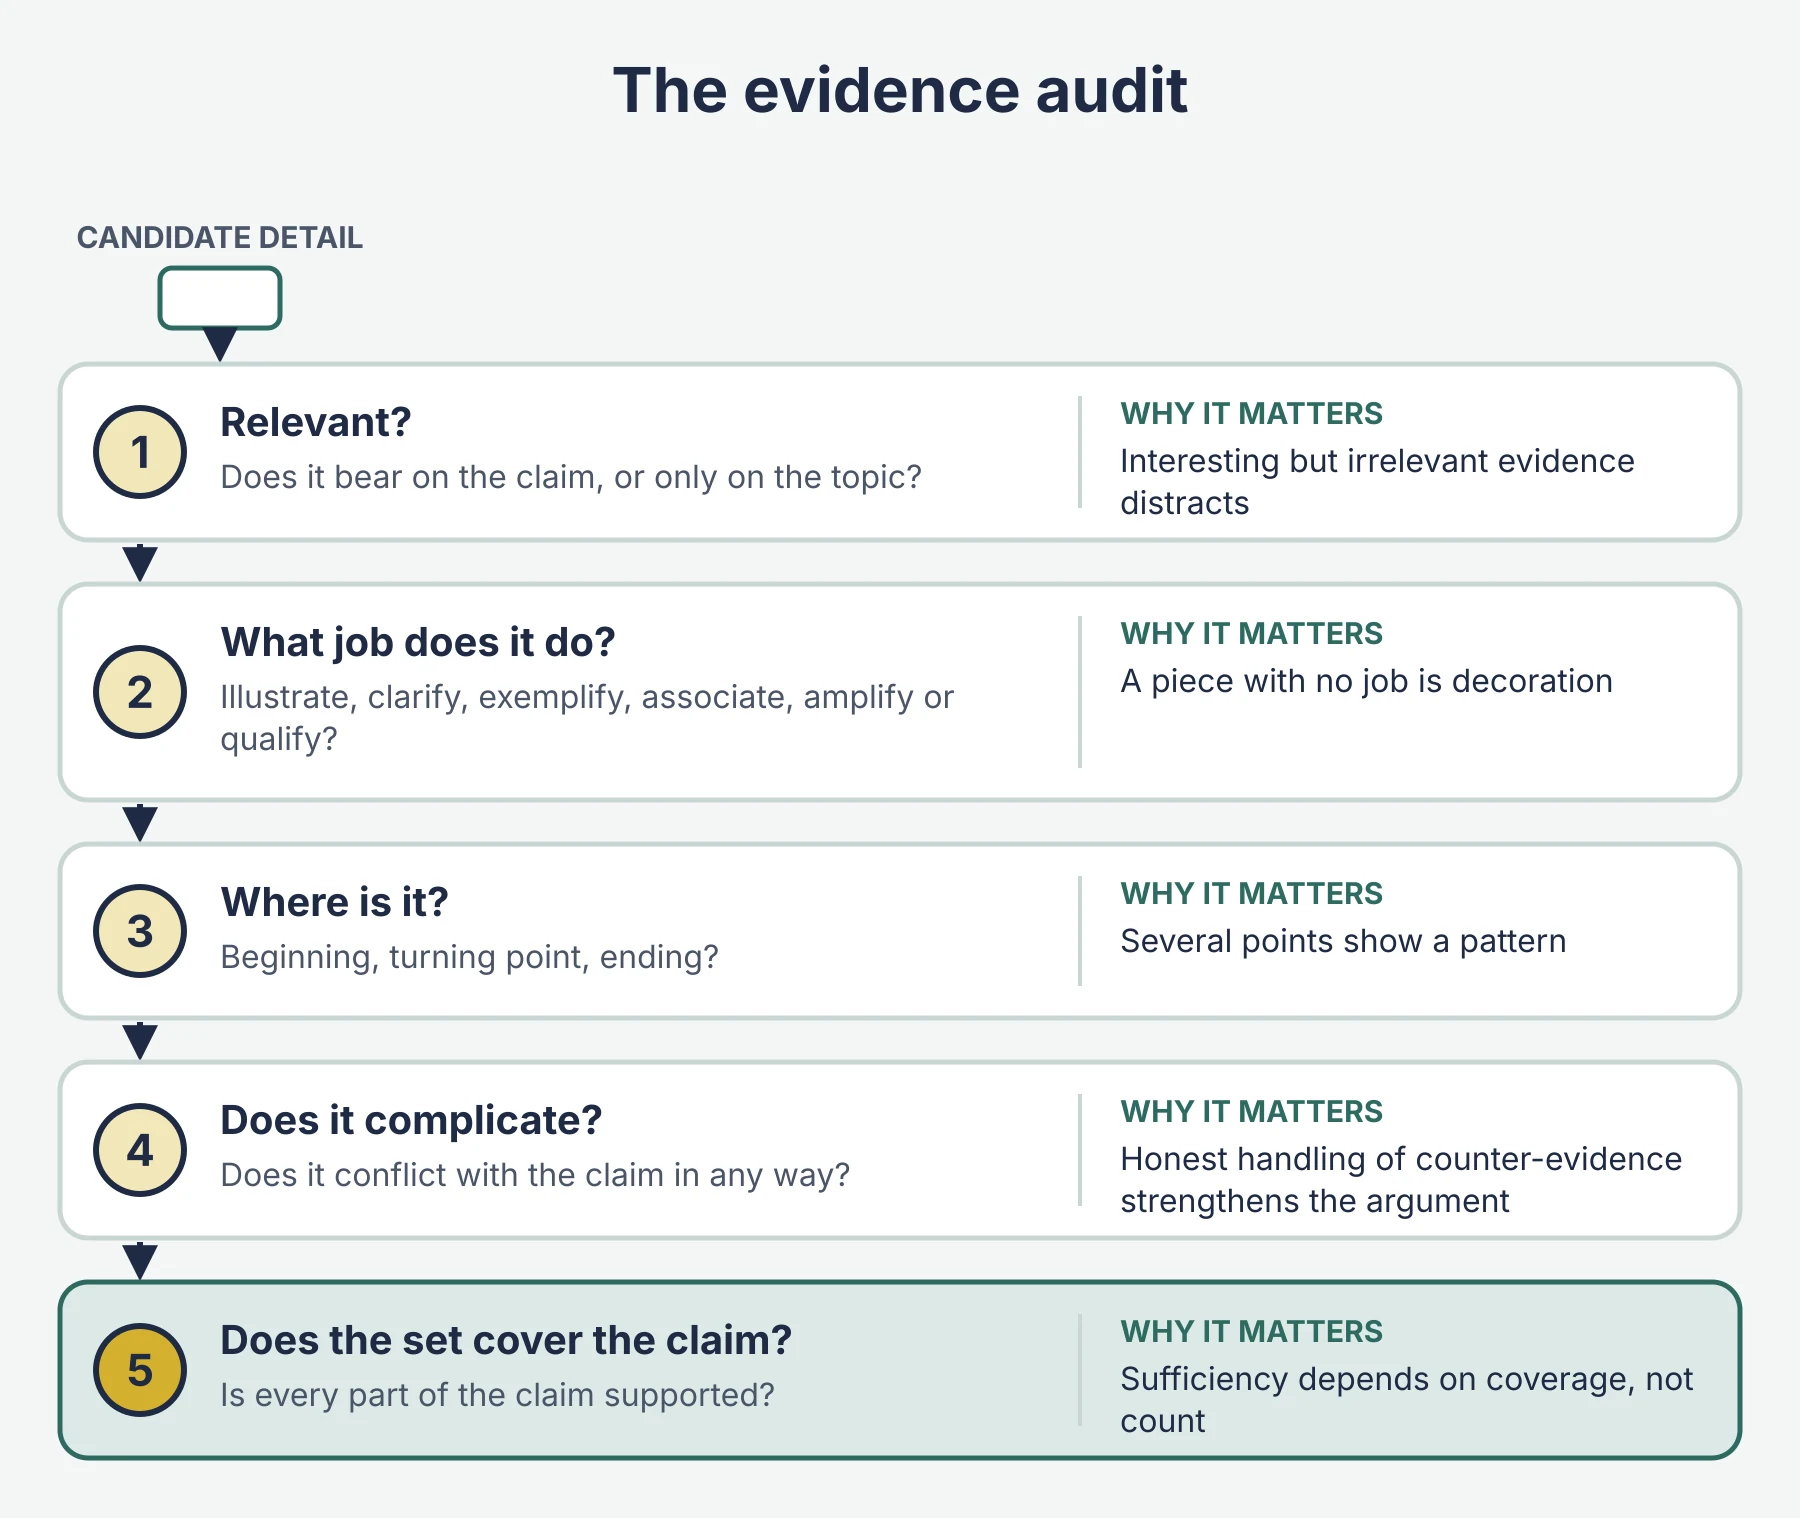 The evidence audit
CANDIDATE DETAIL
1
Relevant?
Does it bear on the claim, or only on the topic?
WHY IT MATTERS
Interesting but irrelevant evidence
distracts
2
What job does it do?
Illustrate, clarify, exemplify, associate, amplify or
qualify?
WHY IT MATTERS
A piece with no job is decoration
3
Where is it?
Beginning, turning point, ending?
WHY IT MATTERS
Several points show a pattern
4
Does it complicate?
Does it conflict with the claim in any way?
WHY IT MATTERS
Honest handling of counter-evidence
strengthens the argument
5
Does the set cover the claim?
Is every part of the claim supported?
WHY IT MATTERS
Sufficiency depends on coverage, not
count